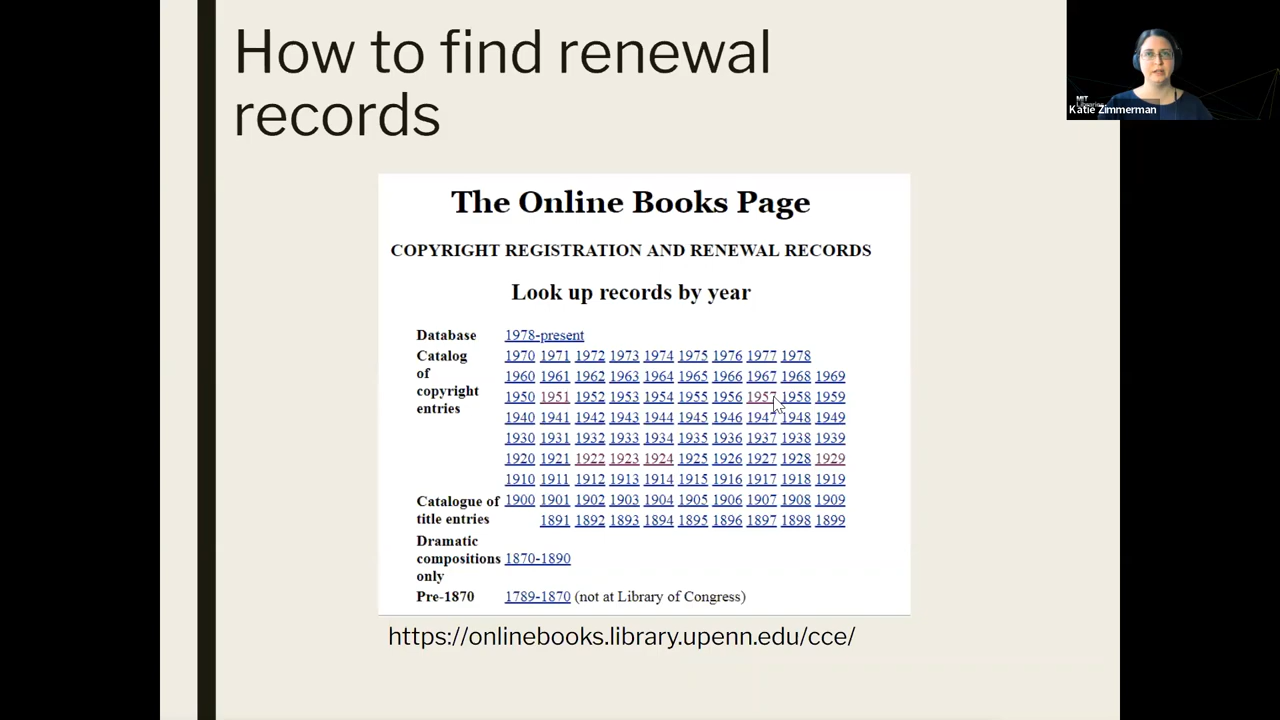 How to find renewal
records
MIT
Libraries
Katie Zimmerman
The Online Books Page
COPYRIGHT REGISTRATION AND RENEWAL RECORDS
Look up records by year
Database 1978-present
Catalog 1970 1971 1972 1973 1974 1975 1976 1977 1978
of 1960 1961 1962 1963 1964 1965 1966 1967 1968 1969
copyright 1950 1951 1952 1953 1954 1955 1956 1957 1958 1959
entries 1940 1941 1942 1943 1944 1945 1946 1947 1948 1949
1930 1931 1932 1933 1934 1935 1936 1937 1938 1939
1920 1921 1922 1923 1924 1925 1926 1927 1928 1929
1910 1911 1912 1913 1914 1915 1916 1917 1918 1919
Catalogue of 1900 1901 1902 1903 1904 1905 1906 1907 1908 1909
title entries 1891 1892 1893 1894 1895 1896 1897 1898 1899
Dramatic
compositions 1870-1890
only
Pre-1870 1789-1870 (not at Library of Congress)
https://onlinebooks.library.upenn.edu/cce/